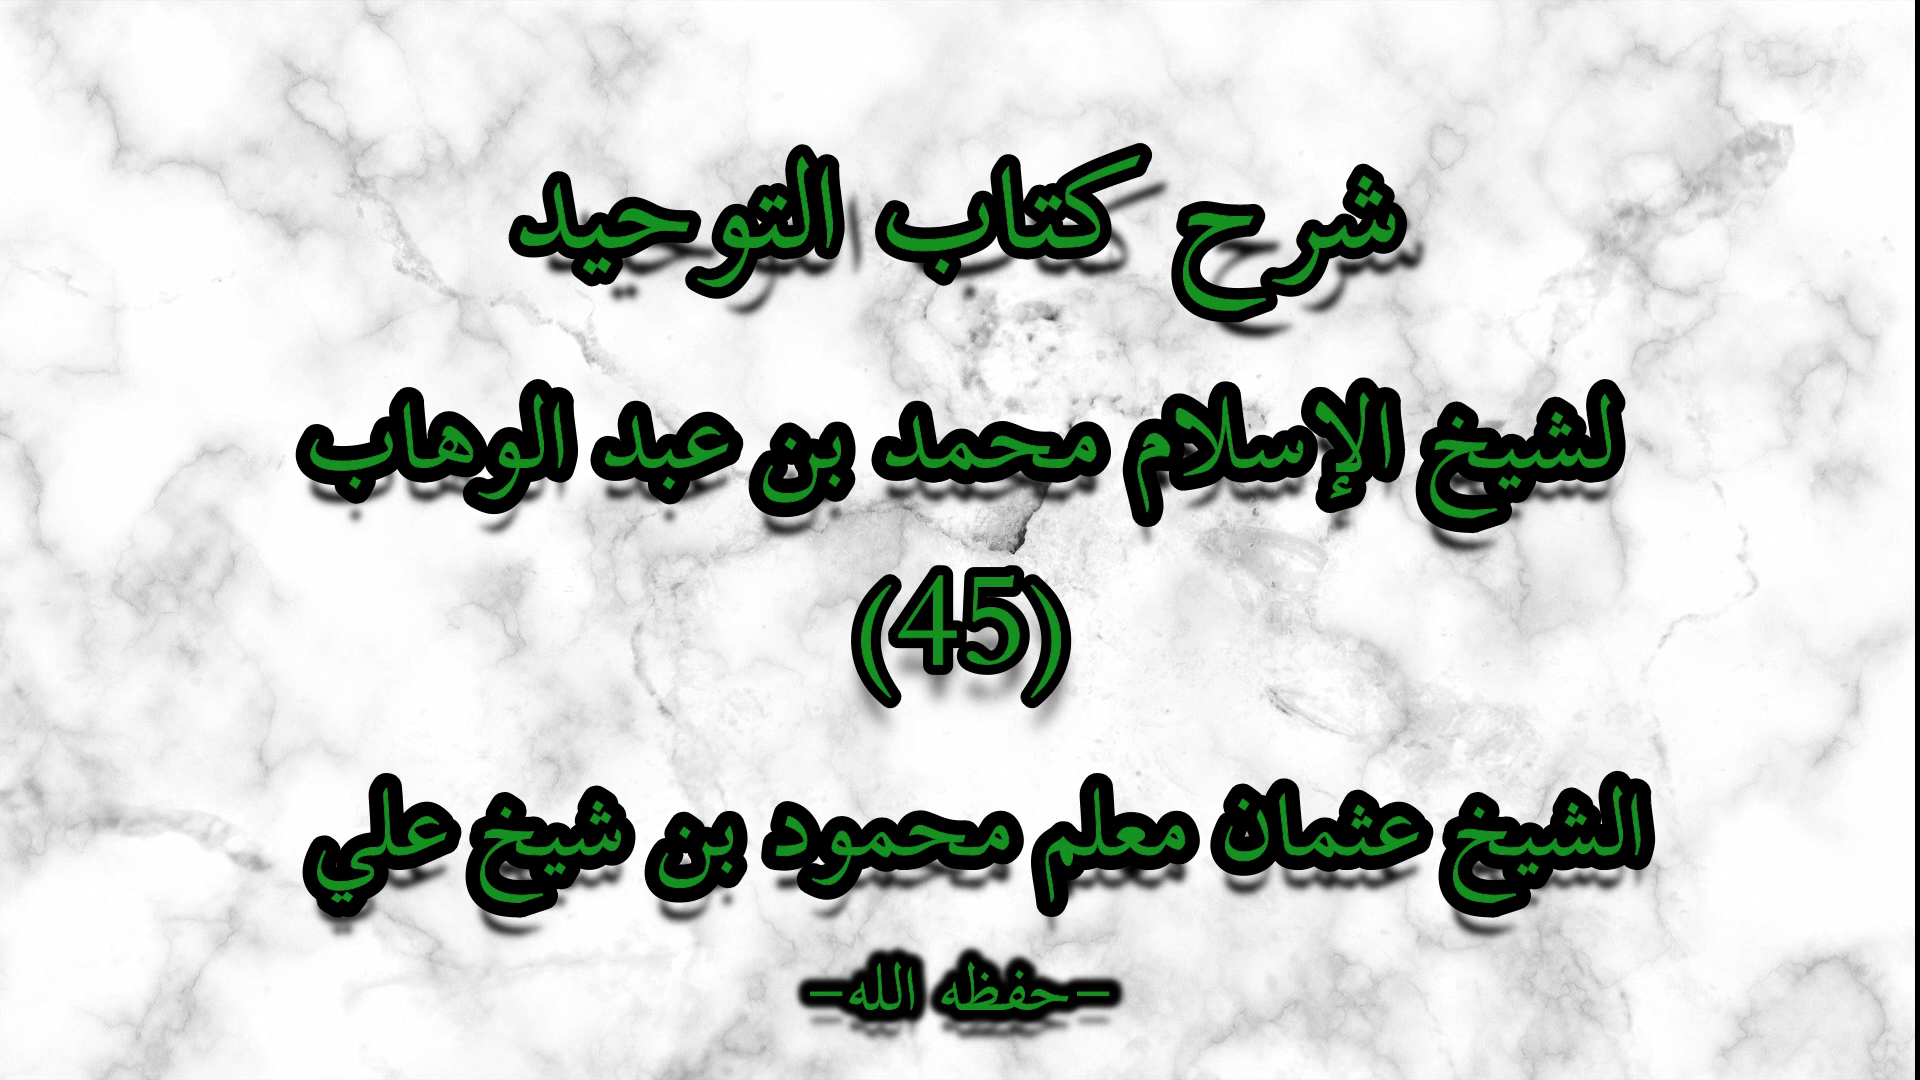 شرح كتاب التوحيد
لشيخ الإسلام محمد بن عبد الوهاب
(45)
الشيخ عثمان معلم محمود بن شيخ علي
-حفظه الله-